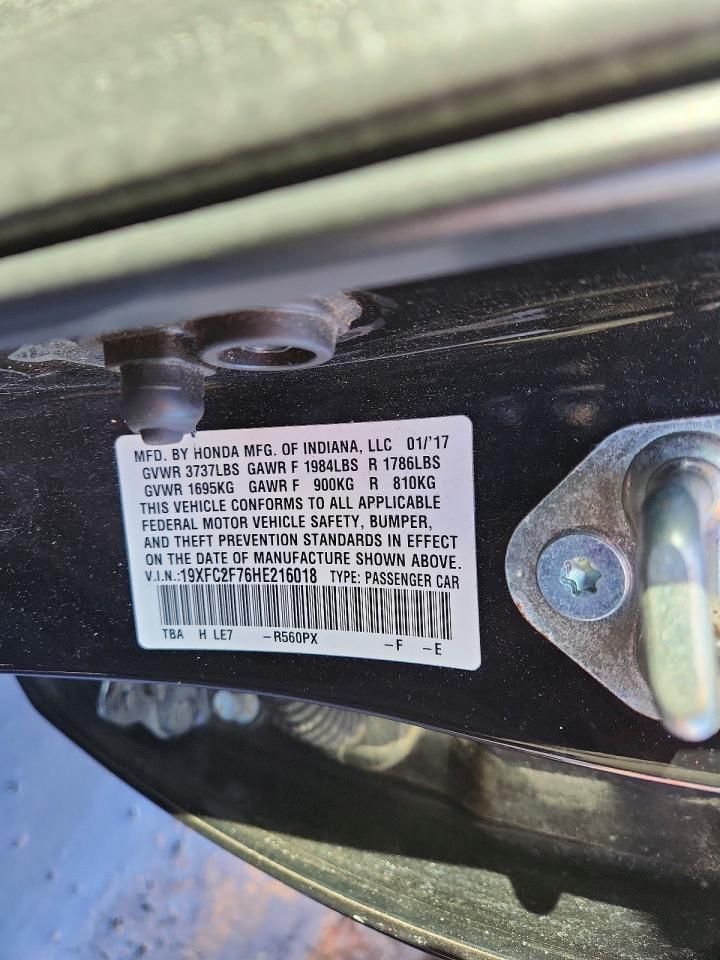 MFD. BY HONDA MFG. OF INDIANA, LLC 01/'17
GVWR 3737LBS GAWR F 1984LBS R 1786LBS
GVWR 1695KG GAWR F 900KG R 810KG
THIS VEHICLE CONFORMS TO ALL APPLICABLE
FEDERAL MOTOR VEHICLE SAFETY, BUMPER,
AND THEFT PREVENTION STANDARDS IN EFFECT
ON THE DATE OF MANUFACTURE SHOWN ABOVE.
V.I.N.:19XFC2F76HE216018 TYPE: PASSENGER CAR
TBA H LE7 –R560PX –F –E